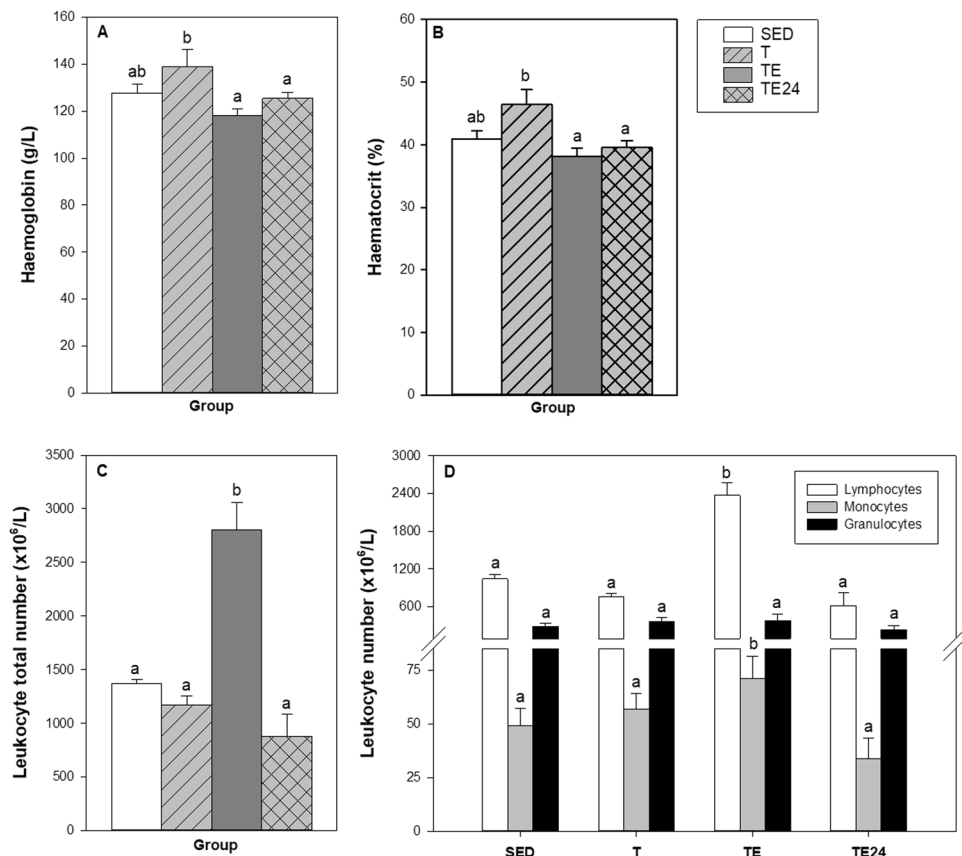 A
Haemoglobin (g/L)
160
140
120
100
80
60
40
20
0
ab
b
a
a
Group
B
Haematocrit (%)
60
50
40
30
20
10
0
ab
b
a
a
Group
SED
T
TE
TE24
C
Leukocyte total number (x10⁶/L)
3500
3000
2500
2000
1500
1000
500
0
a
a
b
a
Group
D
Leukocyte number (x10⁶/L)
3000
2400
1800
1200
600
75
50
25
0
Lymphocytes
Monocytes
Granulocytes
a
a
a
a
a
a
b
b
a
a
a
a
SED
T
TE
TE24